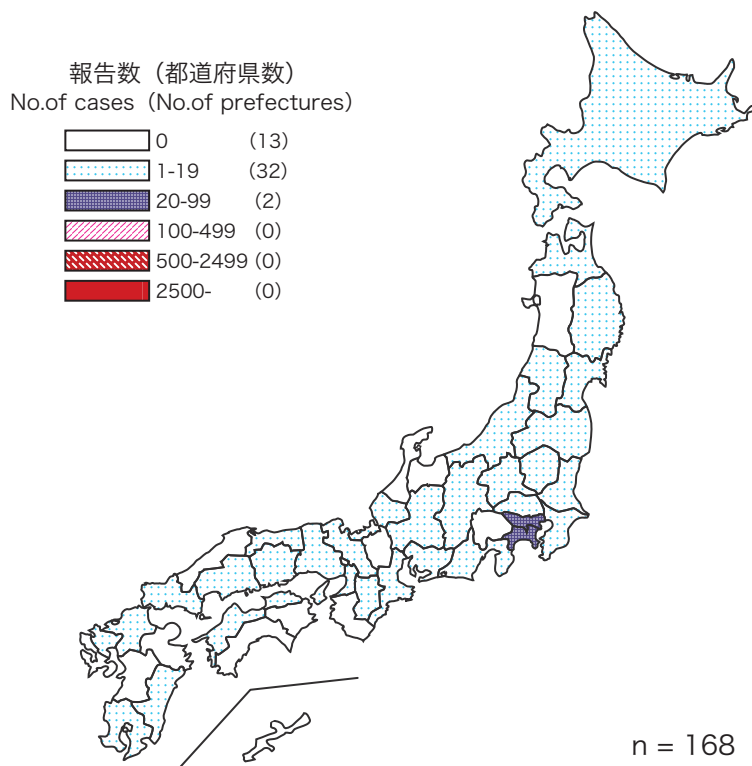 報告数（都道府県数）
No.of cases（No.of prefectures）
0 （13）
1-19 （32）
20-99 （2）
100-499 （0）
500-2499（0）
2500- （0）
n = 168